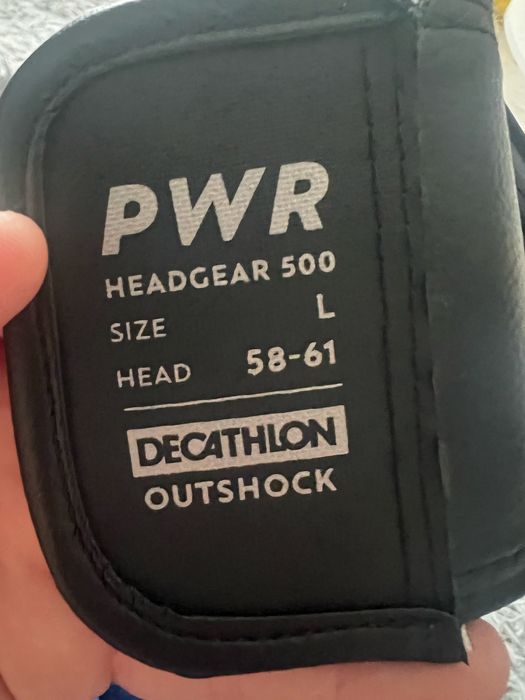 PWR
HEADGEAR 500
SIZE L
HEAD 58-61
DECATHLON
OUTSHOCK